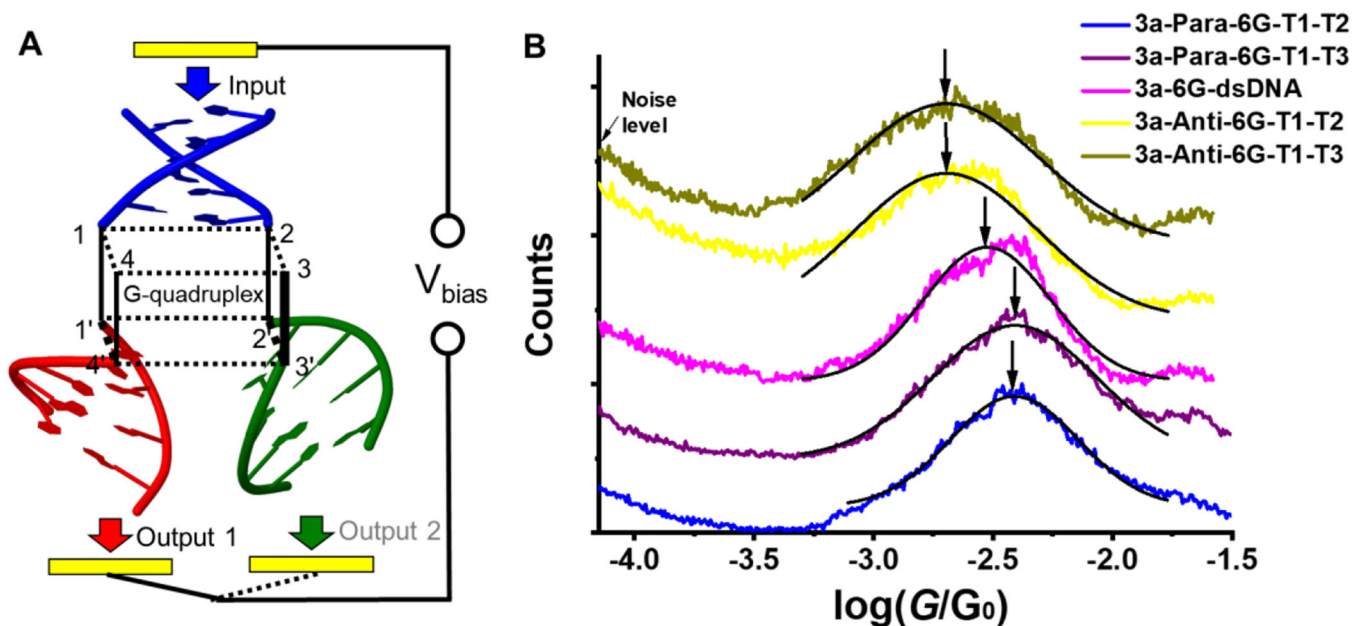 A
Input
1
2
4
3
G-quadruplex
V bias
1'
2'
4'
3'
Output 1
Output 2
B
Noise
level
3a-Para-6G-T1-T2
3a-Para-6G-T1-T3
3a-6G-dsDNA
3a-Anti-6G-T1-T2
3a-Anti-6G-T1-T3
Counts
-4.0 -3.5 -3.0 -2.5 -2.0 -1.5
log(G/G₀)